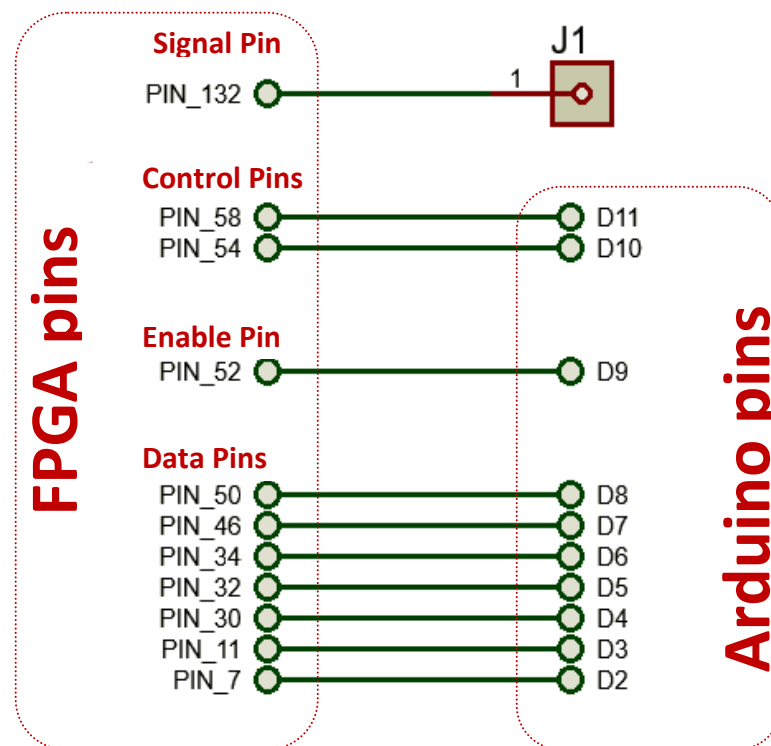 Signal Pin
J1
PIN_132
1
Control Pins
PIN_58
D11
PIN_54
D10
Enable Pin
PIN_52
D9
Data Pins
PIN_50
D8
PIN_46
D7
PIN_34
D6
PIN_32
D5
PIN_30
D4
PIN_11
D3
PIN_7
D2
FPGA pins
Arduino pins